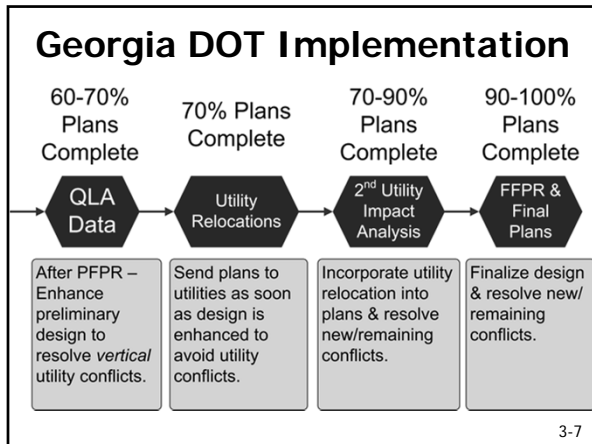 Georgia DOT Implementation
60-70%
Plans
Complete
70% Plans
Complete
70-90%
Plans
Complete
90-100%
Plans
Complete
QLA
Data
Utility
Relocations
2nd Utility
Impact
Analysis
FFPR &
Final
Plans
After PFPR –
Enhance
preliminary
design to
resolve vertical
utility conflicts.
Send plans to
utilities as soon
as design is
enhanced to
avoid utility
conflicts.
Incorporate utility
relocation into
plans & resolve
new/remaining
conflicts.
Finalize design
& resolve new/
remaining
conflicts.
3-7